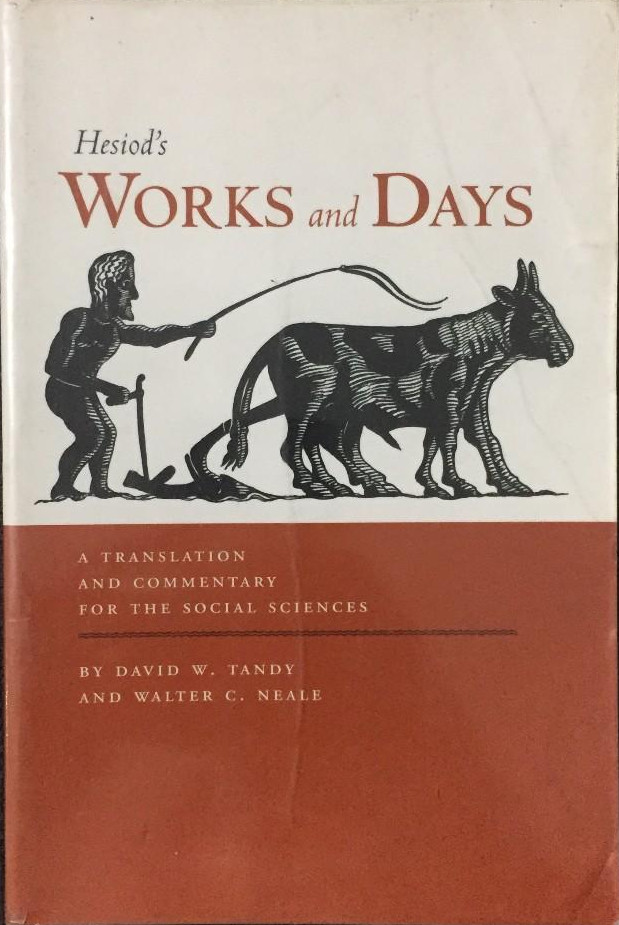 Hesiod's
WORKS and DAYS
A TRANSLATION
AND COMMENTARY
FOR THE SOCIAL SCIENCES
BY DAVID W. TANDY
AND WALTER C. NEALE